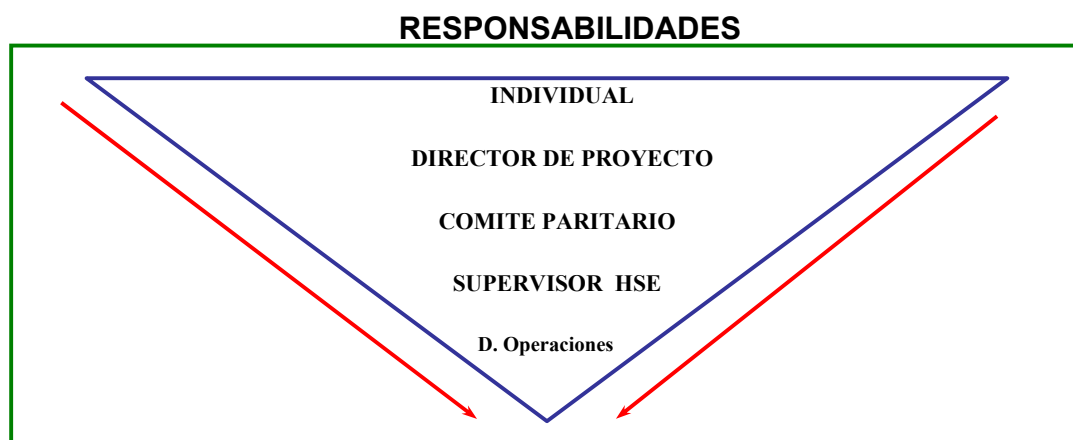 RESPONSABILIDADES
INDIVIDUAL
DIRECTOR DE PROYECTO
COMITE PARITARIO
SUPERVISOR HSE
D. Operaciones